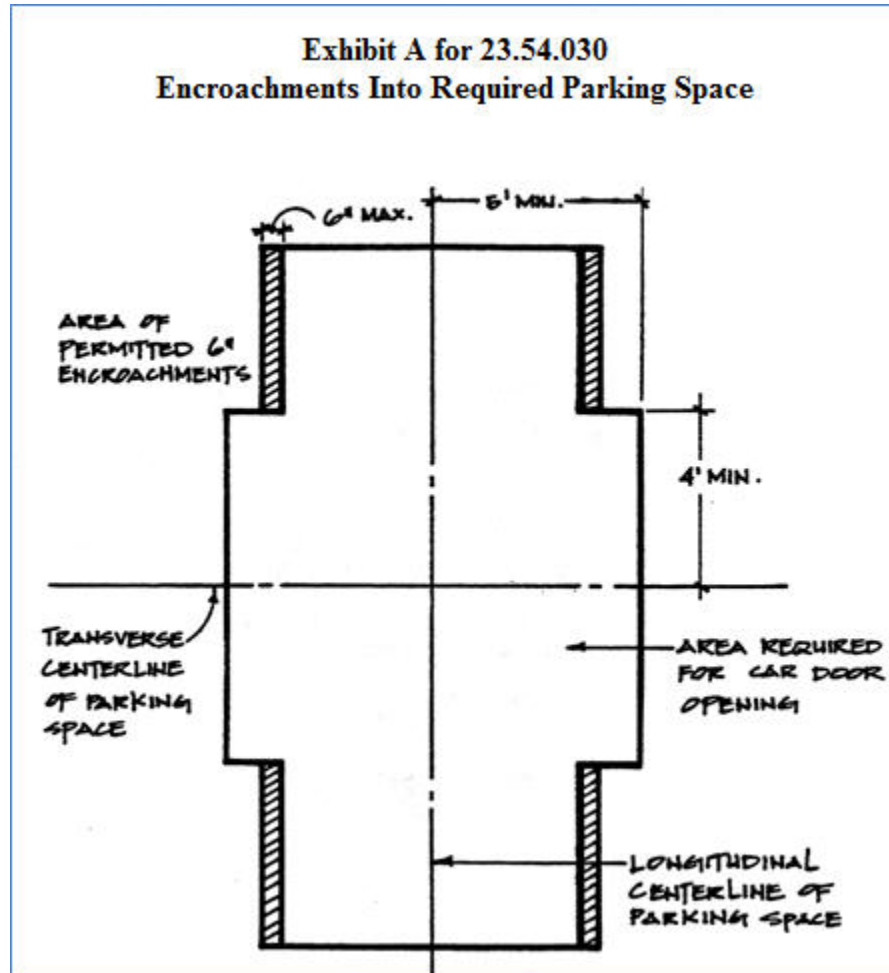 Exhibit A for 23.54.030
Encroachments Into Required Parking Space
6" MAX.
5' MIN.
AREA OF
PERMITTED 6"
ENCROACHMENTS
4' MIN.
TRANSVERSE
CENTERLINE
OF PARKING
SPACE
AREA REQUIRED
FOR CAR DOOR
OPENING
LONGITUDINAL
CENTERLINE OF
PARKING SPACE